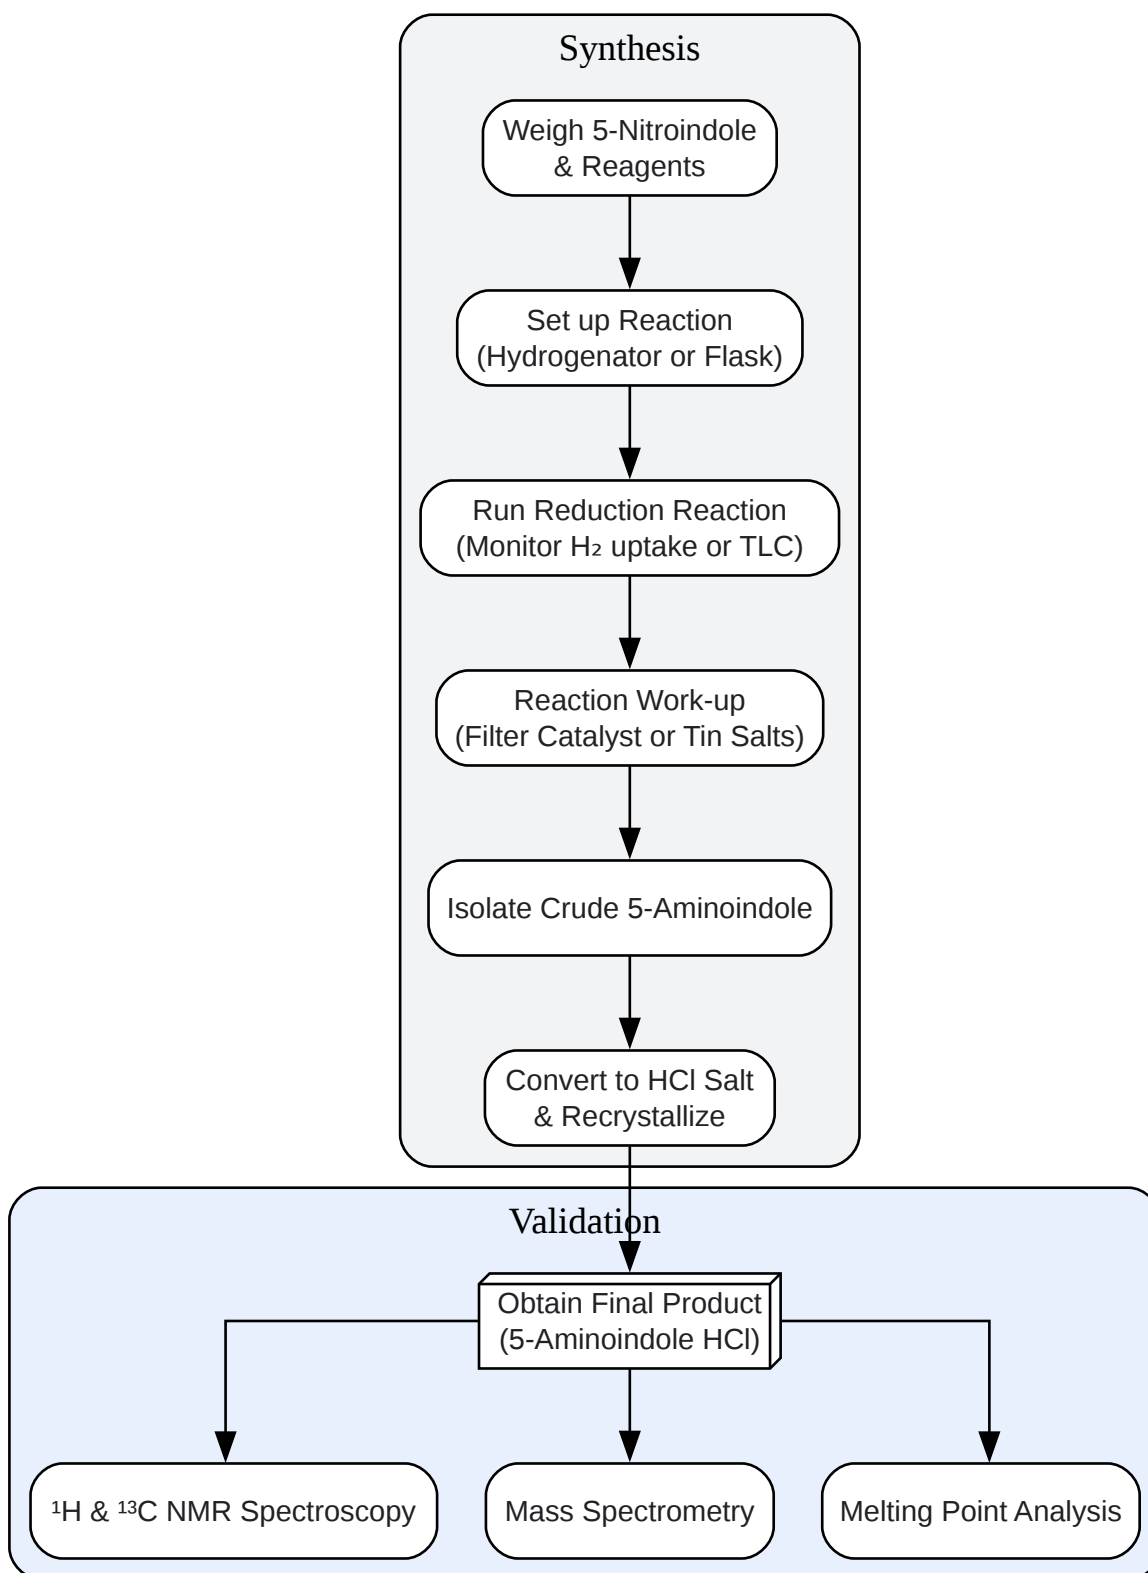 Synthesis
Weigh 5-Nitroindole
& Reagents
Set up Reaction
(Hydrogenator or Flask)
Run Reduction Reaction
(Monitor H₂ uptake or TLC)
Reaction Work-up
(Filter Catalyst or Tin Salts)
Isolate Crude 5-Aminoindole
Convert to HCl Salt
& Recrystallize
Validation
Obtain Final Product
(5-Aminoindole HCl)
¹H & ¹³C NMR Spectroscopy
Mass Spectrometry
Melting Point Analysis